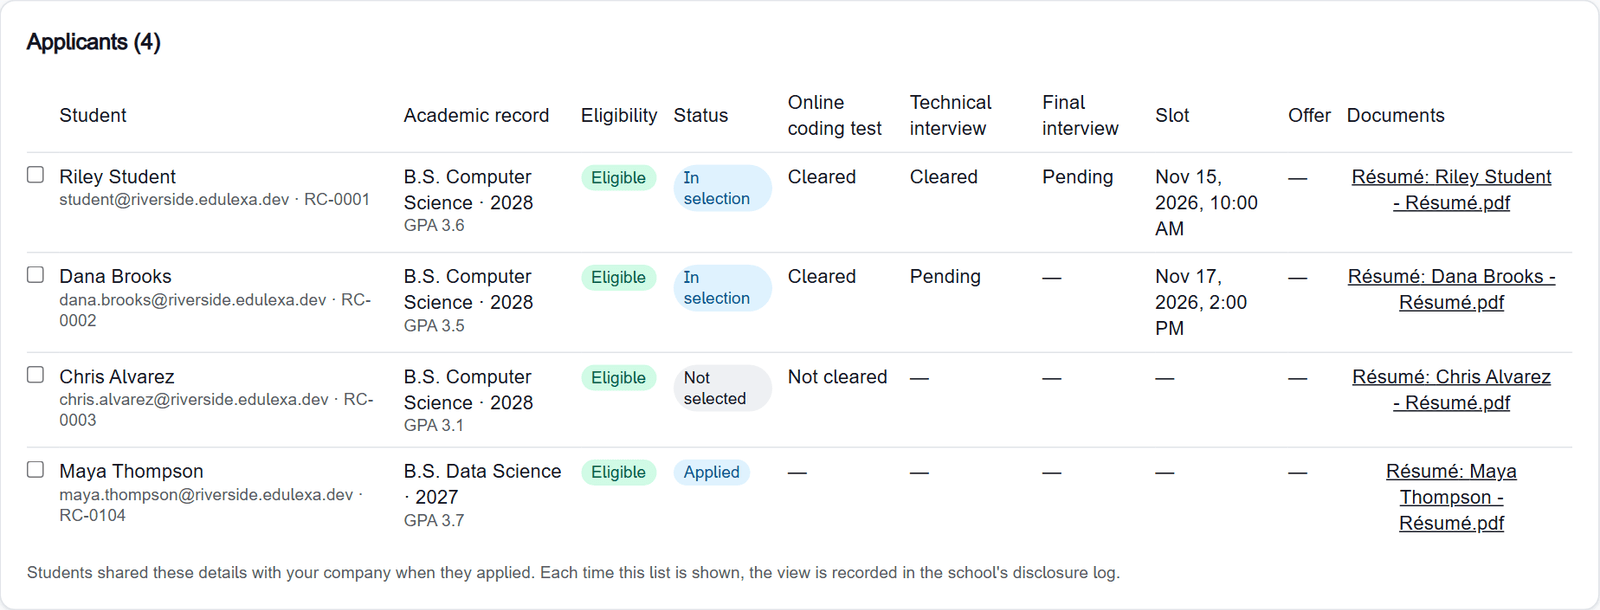 Applicants (4)
Student Academic record Eligibility Status Online coding test Technical interview Final interview Slot Offer Documents
Riley Student
student@riverside.edulexa.dev · RC-0001
B.S. Computer
Science · 2028
GPA 3.6
Eligible
In
selection
Cleared
Cleared
Pending
Nov 15,
2026, 10:00
AM
—
Résumé: Riley Student
- Résumé.pdf
Dana Brooks
dana.brooks@riverside.edulexa.dev · RC-
0002
B.S. Computer
Science · 2028
GPA 3.5
Eligible
In
selection
Cleared
Pending
—
Nov 17,
2026, 2:00
PM
—
Résumé: Dana Brooks -
Résumé.pdf
Chris Alvarez
chris.alvarez@riverside.edulexa.dev · RC-
0003
B.S. Computer
Science · 2028
GPA 3.1
Eligible
Not
selected
Not cleared
—
—
—
—
Résumé: Chris Alvarez
- Résumé.pdf
Maya Thompson
maya.thompson@riverside.edulexa.dev ·
RC-0104
B.S. Data Science
· 2027
GPA 3.7
Eligible
Applied
—
—
—
—
—
Résumé: Maya
Thompson -
Résumé.pdf
Students shared these details with your company when they applied. Each time this list is shown, the view is recorded in the school's disclosure log.